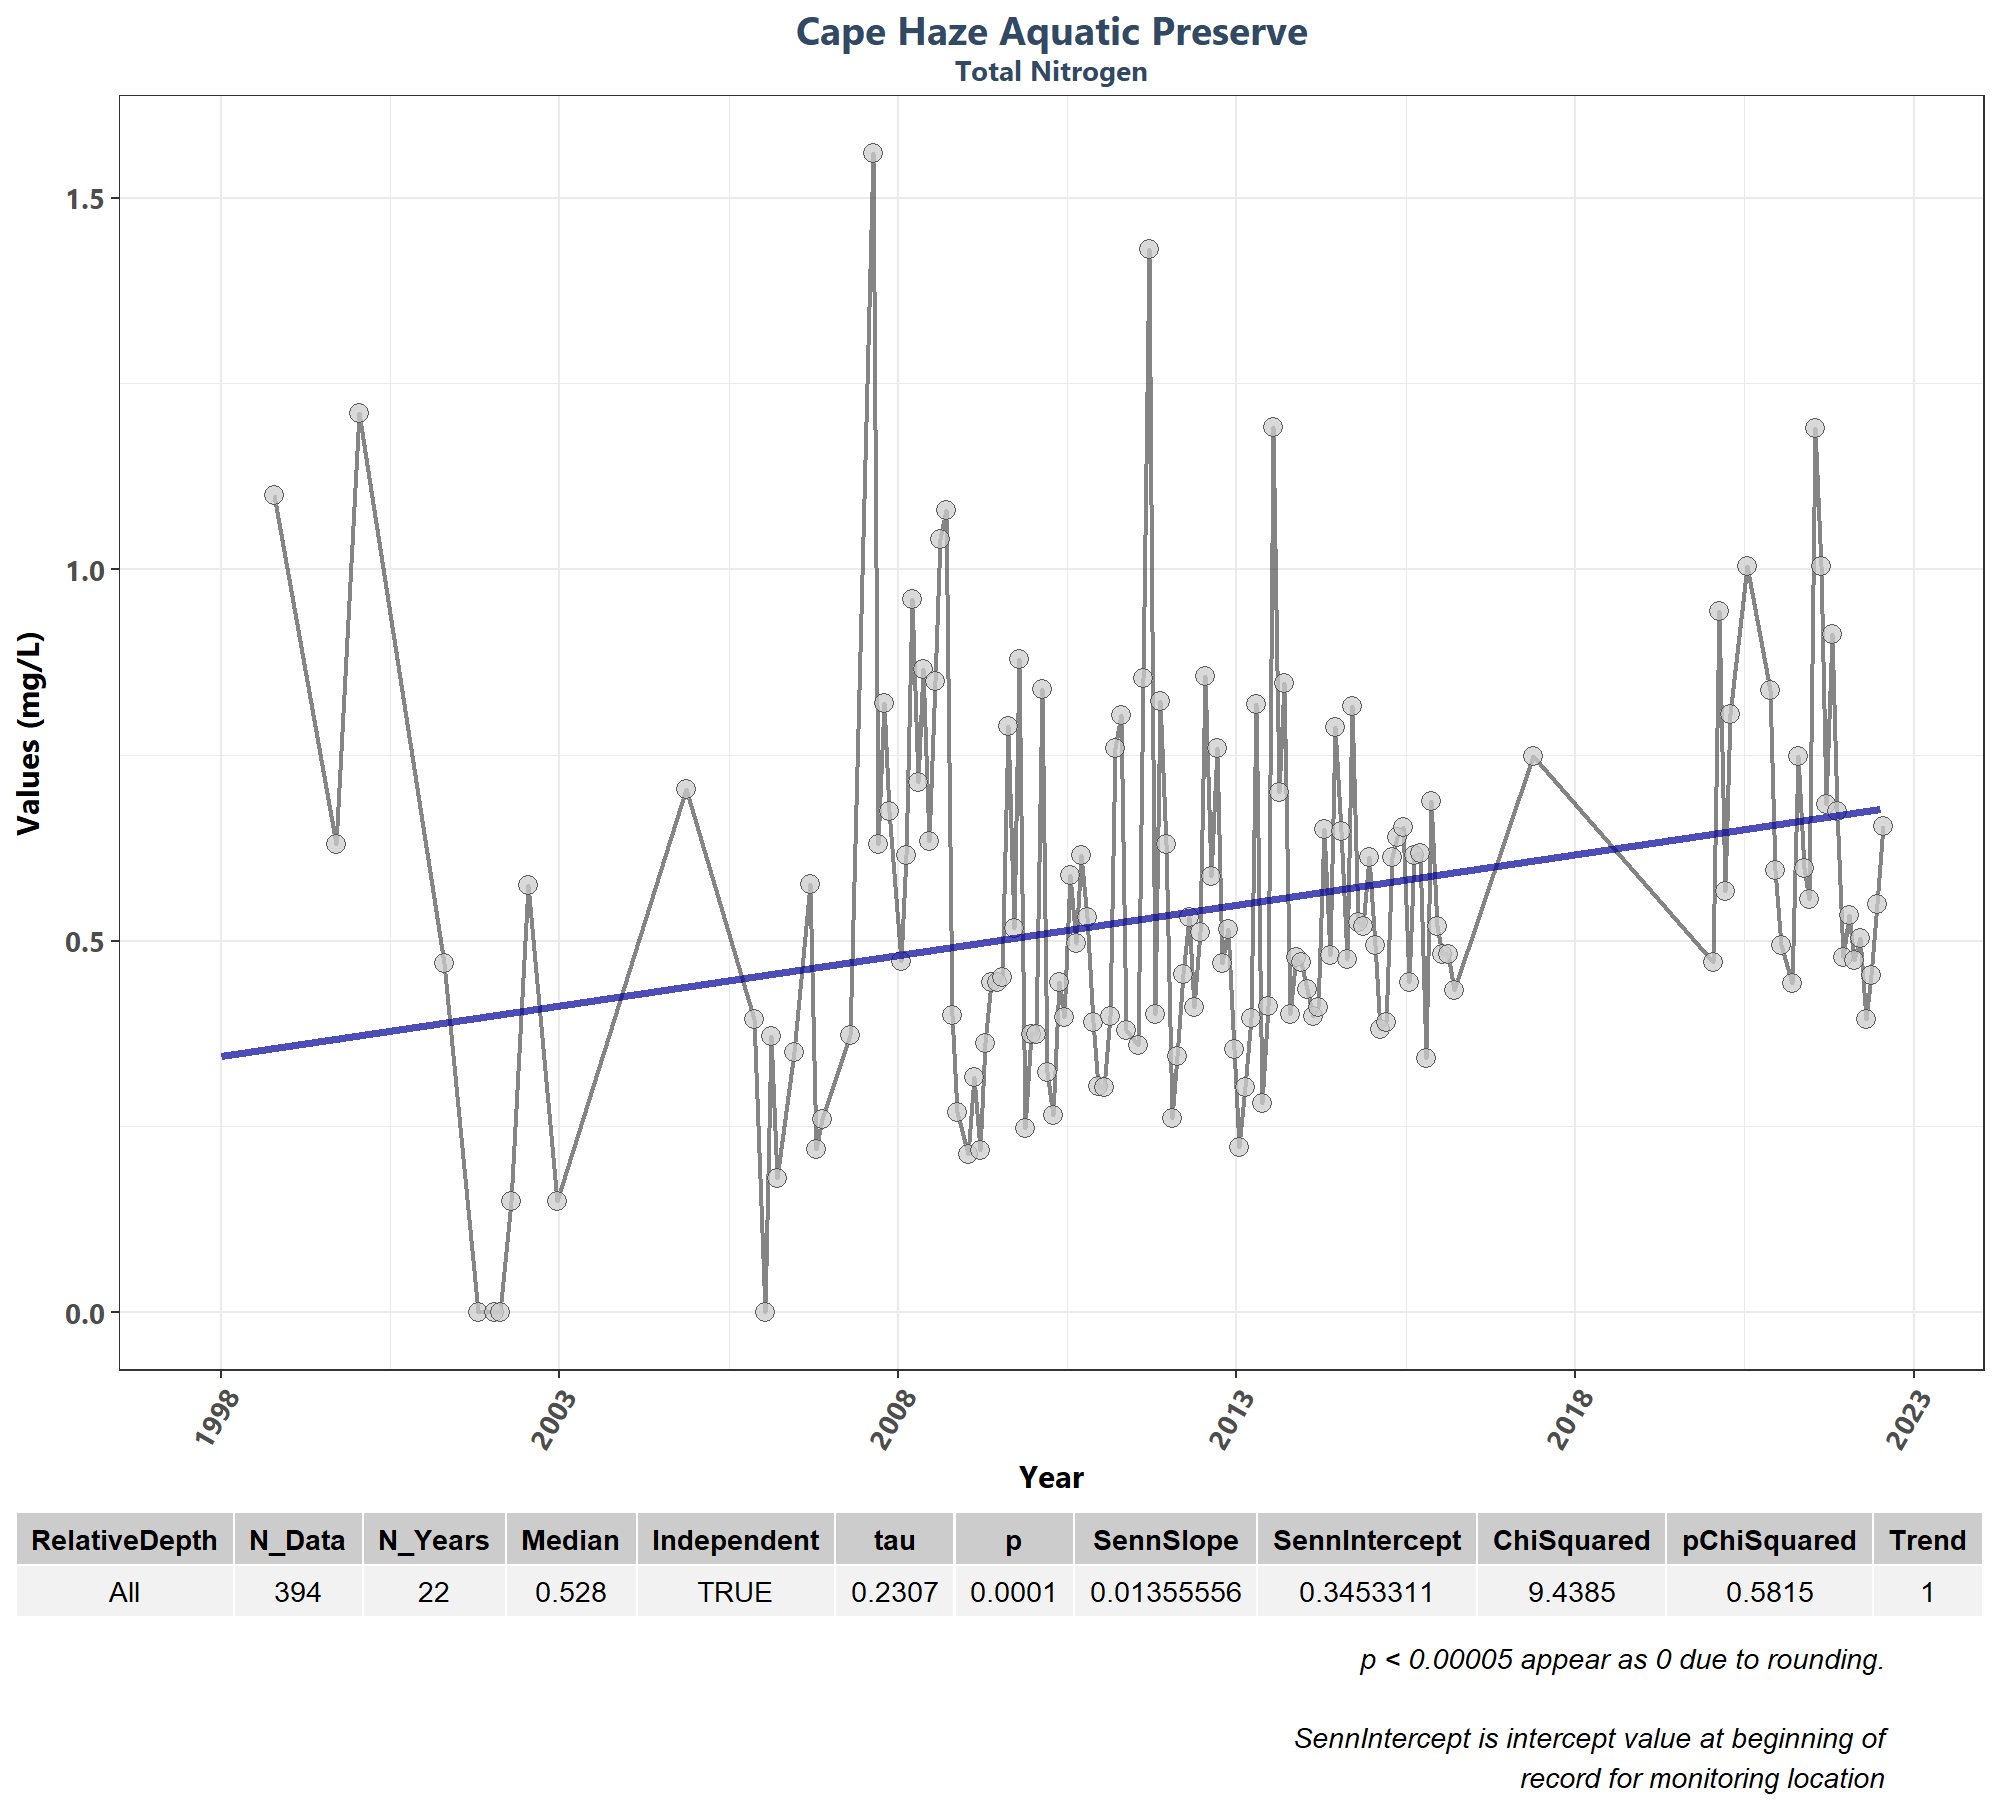 Cape Haze Aquatic Preserve
Total Nitrogen
Values (mg/L)
1.5
1.0
0.5
0.0
1998
2003
2008
2013
2018
2023
Year
RelativeDepth N_Data N_Years Median Independent tau p SennSlope SennIntercept ChiSquared pChiSquared Trend
All 394 22 0.528 TRUE 0.2307 0.0001 0.01355556 0.3453311 9.4385 0.5815 1
p < 0.00005 appear as 0 due to rounding.
SennIntercept is intercept value at beginning of
record for monitoring location